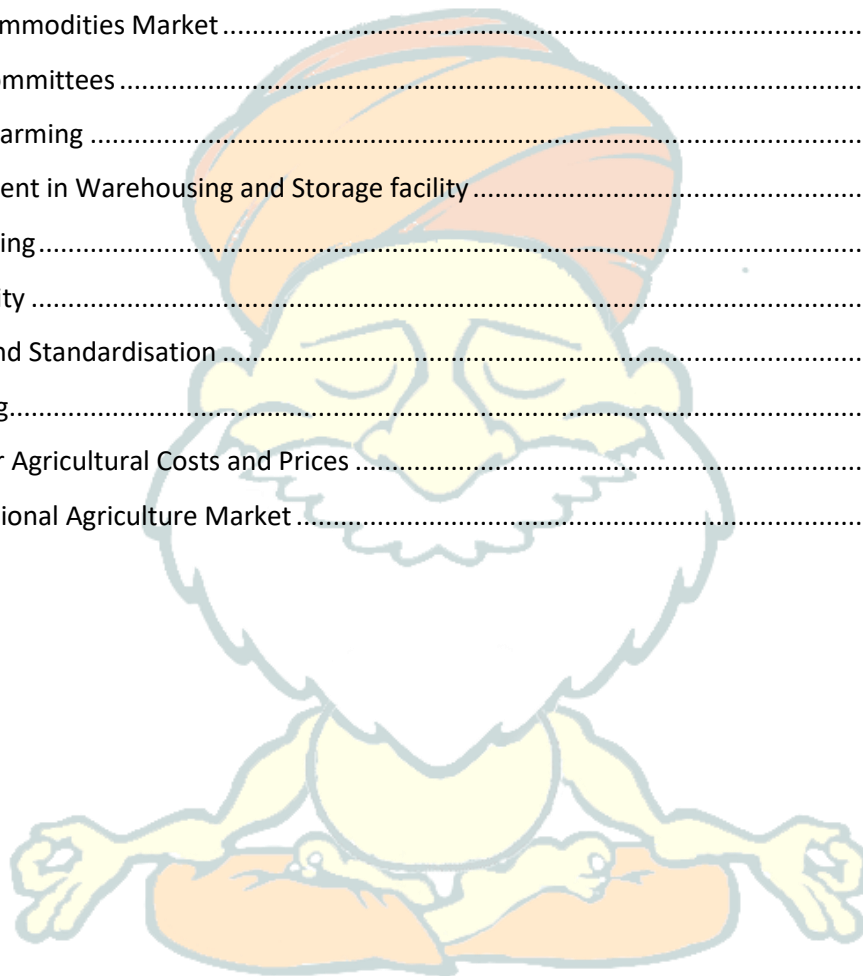 mmodities Market ................................................................................................
ommittees ................................................................................................................
arming .....................................................................................................................
ent in Warehousing and Storage facility .........................................................
ing .............................................................................................................................
ity ..............................................................................................................................
nd Standardisation ................................................................................................
g.................................................................................................................................
r Agricultural Costs and Prices ...........................................................................
ional Agriculture Market .....................................................................................